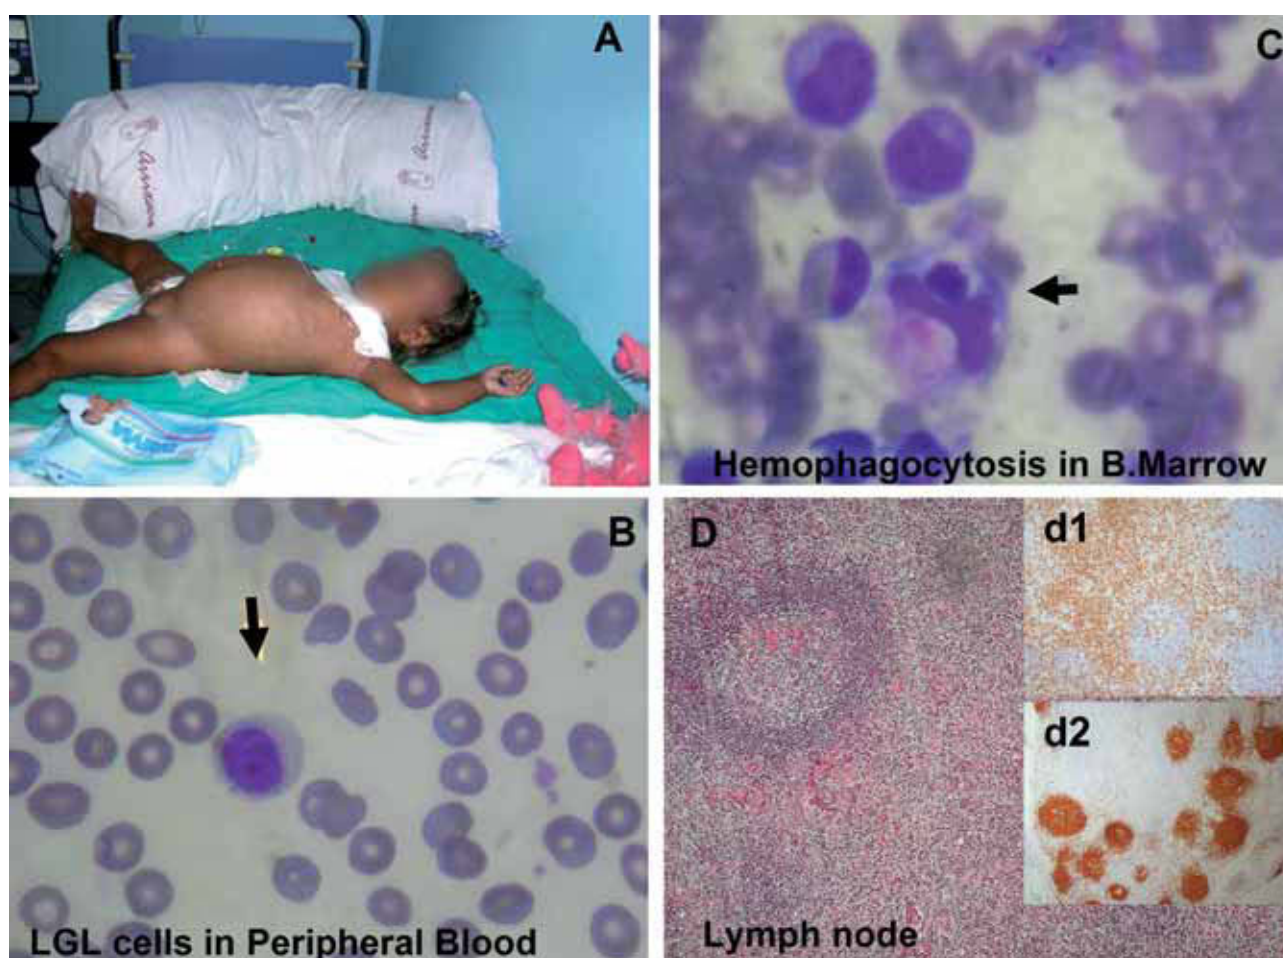 A
C
Hemophagocytosis in B.Marrow
B
LGL cells in Peripheral Blood
D
d1
d2
Lymph node